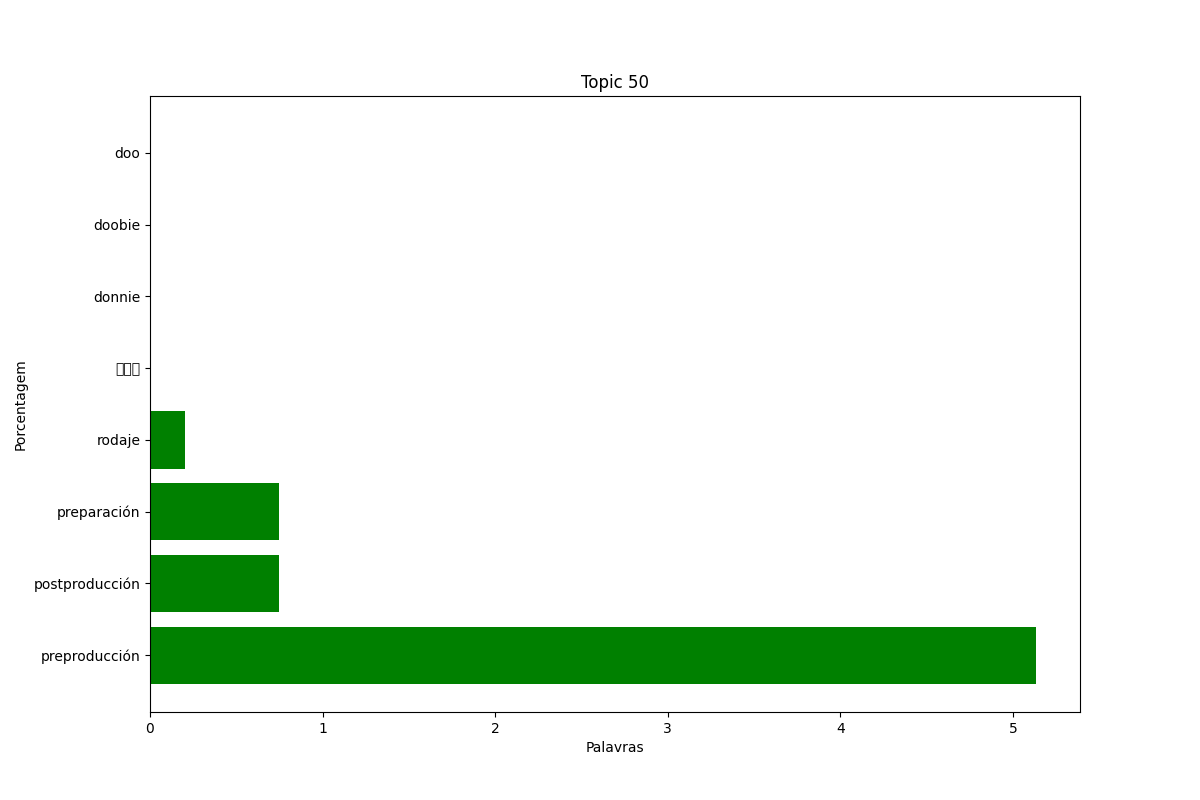 Topic 50
doo
doobie
donnie
rodaje
preparación
postproducción
preproducción
Porcentagem
0 1 2 3 4 5
Palavras